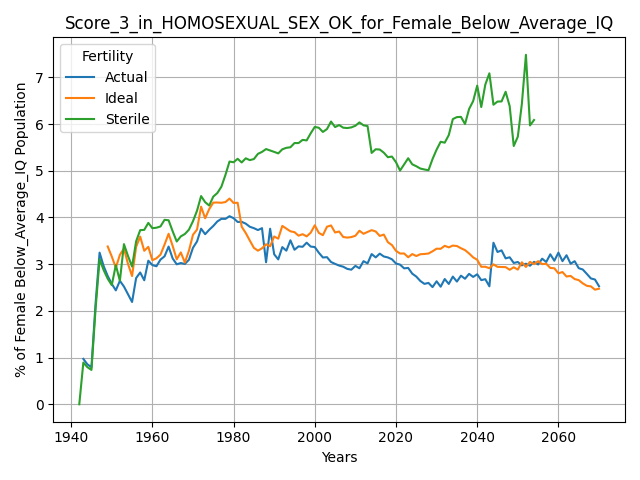 Score_3_in_HOMOSEXUAL_SEX_OK_for_Female_Below_Average_IQ
Fertility
Actual
Ideal
Sterile
% of Female Below_Average_IQ Population
7
6
5
4
3
2
1
0
1940 1960 1980 2000 2020 2040 2060
Years